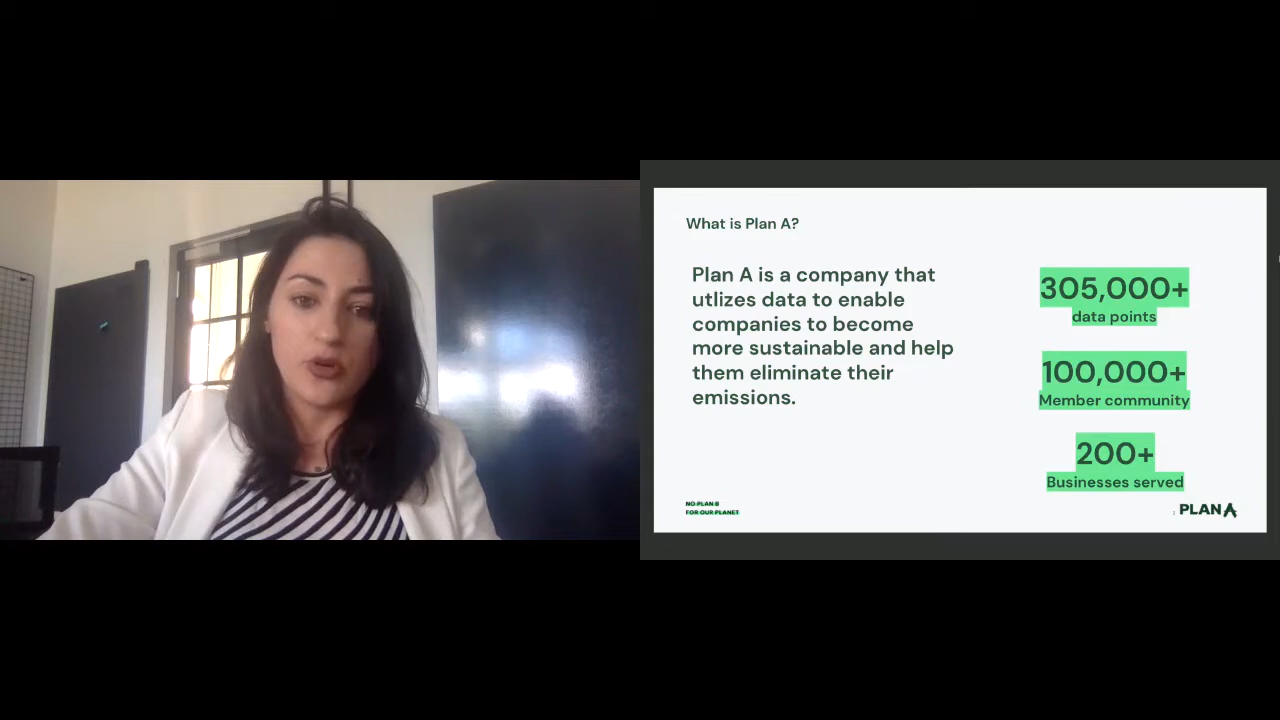 What is Plan A?
Plan A is a company that
utlizes data to enable
companies to become
more sustainable and help
them eliminate their
emissions.
305,000+
data points
100,000+
Member community
200+
Businesses served
NO PLAN B
FOR OUR PLANET
PLAN A